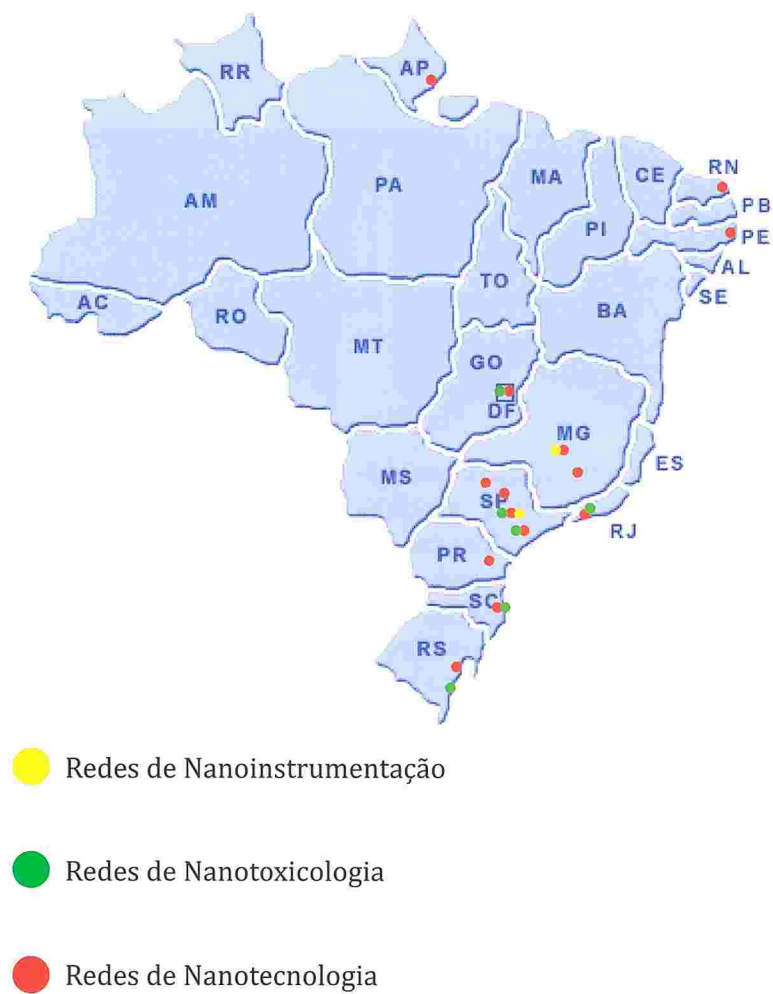 RR
AP
AM
PA
MA
CE
RN
PB
PE
PI
AL
SE
TO
AC
RO
BA
MT
GO
DF
MG
ES
MS
SP
RJ
PR
SC
RS
Redes de Nanoinstrumentação
Redes de Nanotoxicologia
Redes de Nanotecnologia